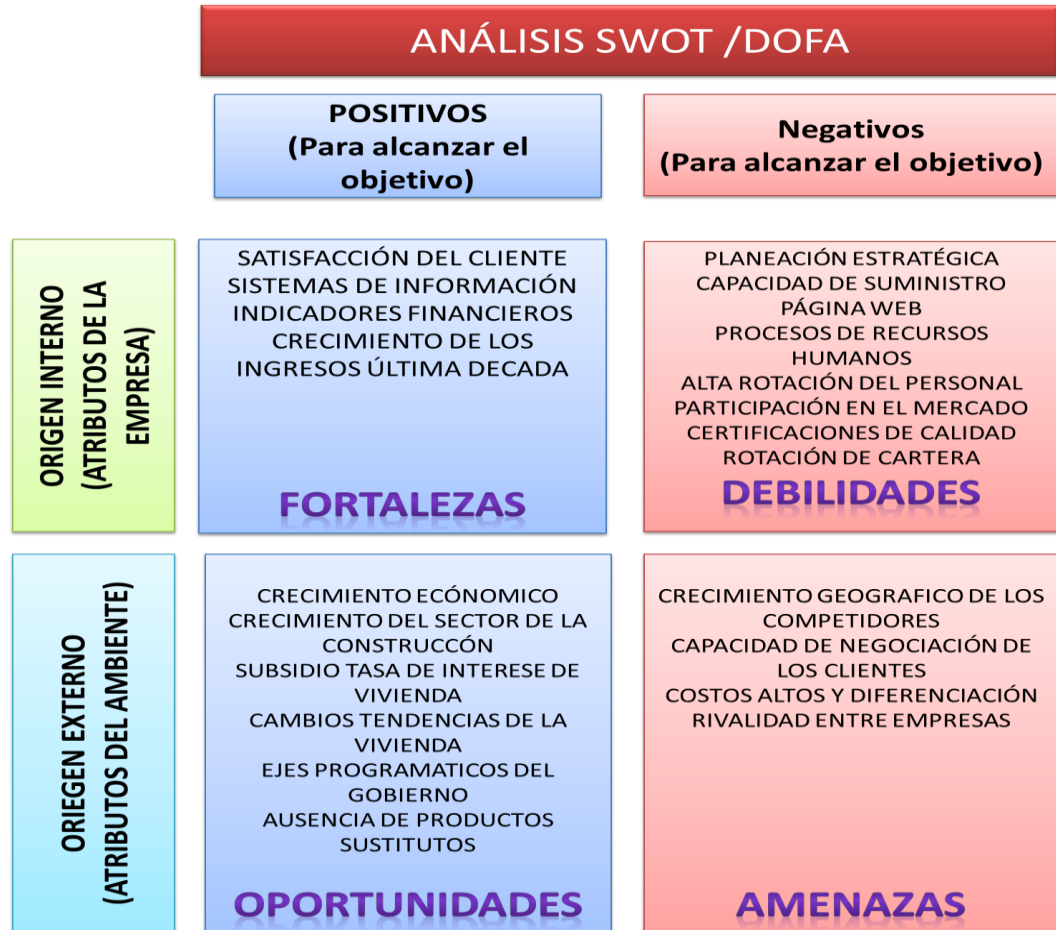 ANÁLISIS SWOT /DOFA
POSITIVOS
(Para alcanzar el
objetivo)
Negativos
(Para alcanzar el objetivo)
ORIGEN INTERNO
(ATRIBUTOS DE LA
EMPRESA)
SATISFACCIÓN DEL CLIENTE
SISTEMAS DE INFORMACIÓN
INDICADORES FINANCIEROS
CRECIMIENTO DE LOS
INGRESOS ÚLTIMA DECADA
FORTALEZAS
PLANEACIÓN ESTRATÉGICA
CAPACIDAD DE SUMINISTRO
PÁGINA WEB
PROCESOS DE RECURSOS
HUMANOS
ALTA ROTACIÓN DEL PERSONAL
PARTICIPACIÓN EN EL MERCADO
CERTIFICACIONES DE CALIDAD
ROTACIÓN DE CARTERA
DEBILIDADES
ORIEGEN EXTERNO
(ATRIBUTOS DEL AMBIENTE)
CRECIMIENTO ECÓNOMICO
CRECIMIENTO DEL SECTOR DE LA
CONSTRUCCÓN
SUBSIDIO TASA DE INTERESE DE
VIVIENDA
CAMBIOS TENDENCIAS DE LA
VIVIENDA
EJES PROGRAMATICOS DEL
GOBIERNO
AUSENCIA DE PRODUCTOS
SUSTITUTOS
OPORTUNIDADES
CRECIMIENTO GEOGRAFICO DE LOS
COMPETIDORES
CAPACIDAD DE NEGOCIACIÓN DE
LOS CLIENTES
COSTOS ALTOS Y DIFERENCIACIÓN
RIVALIDAD ENTRE EMPRESAS
AMENAZAS